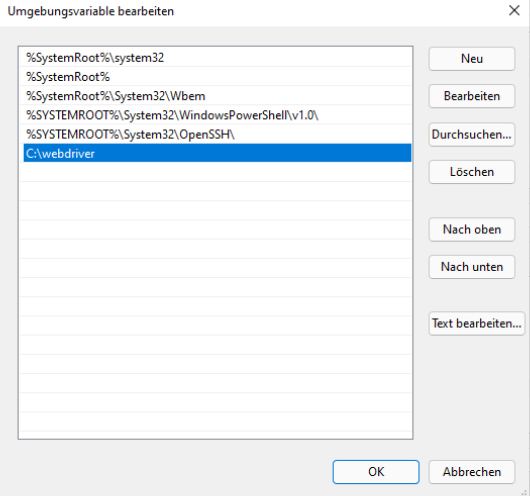 Umgebungsvariable bearbeiten
%SystemRoot%\system32
%SystemRoot%
%SystemRoot%\System32\Wbem
%SYSTEMROOT%\System32\WindowsPowerShell\v1.0\
%SYSTEMROOT%\System32\OpenSSH\
C:\webdriver
Neu
Bearbeiten
Durchsuchen...
Löschen
Nach oben
Nach unten
Text bearbeiten...
OK
Abbrechen